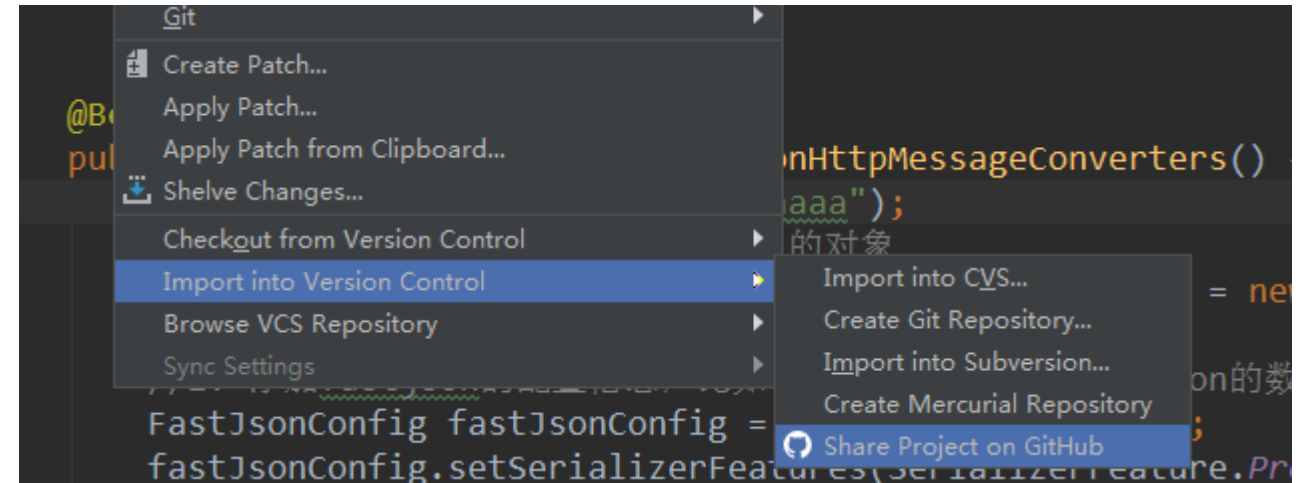 Git
Create Patch...
@Be
Apply Patch...
pul
Apply Patch from Clipboard...
onHttpMessageConverters()
Shelve Changes...
aaa");
Checkout from Version Control
的对象
Import into Version Control
Import into CVS...
= new
Browse VCS Repository
Create Git Repository...
Sync Settings
Import into Subversion...
on的数
Create Mercurial Repository
FastJsonConfig fastJsonConfig =
;
Share Project on GitHub
fastJsonConfig.setSerializerFeatures(SerializerFeature.Pr